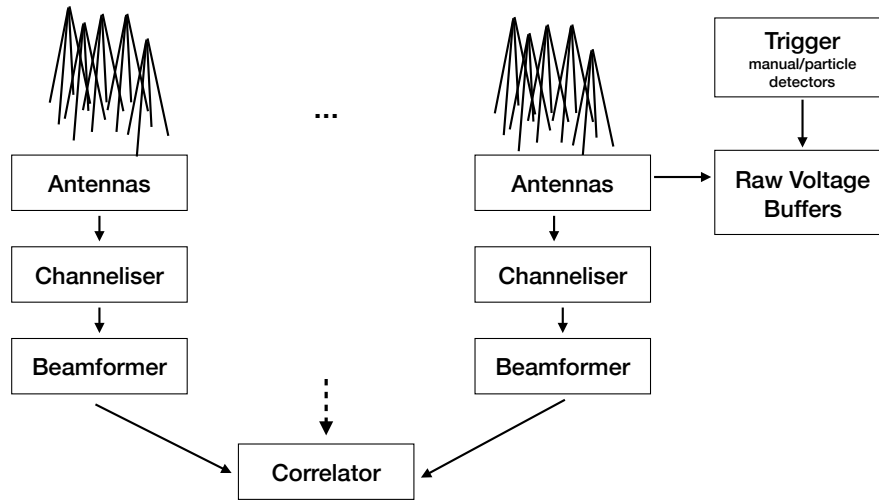 Trigger
manual/particle
detectors
...
Antennas
Antennas
Raw Voltage
Buffers
Channeliser
Channeliser
Beamformer
Beamformer
Correlator